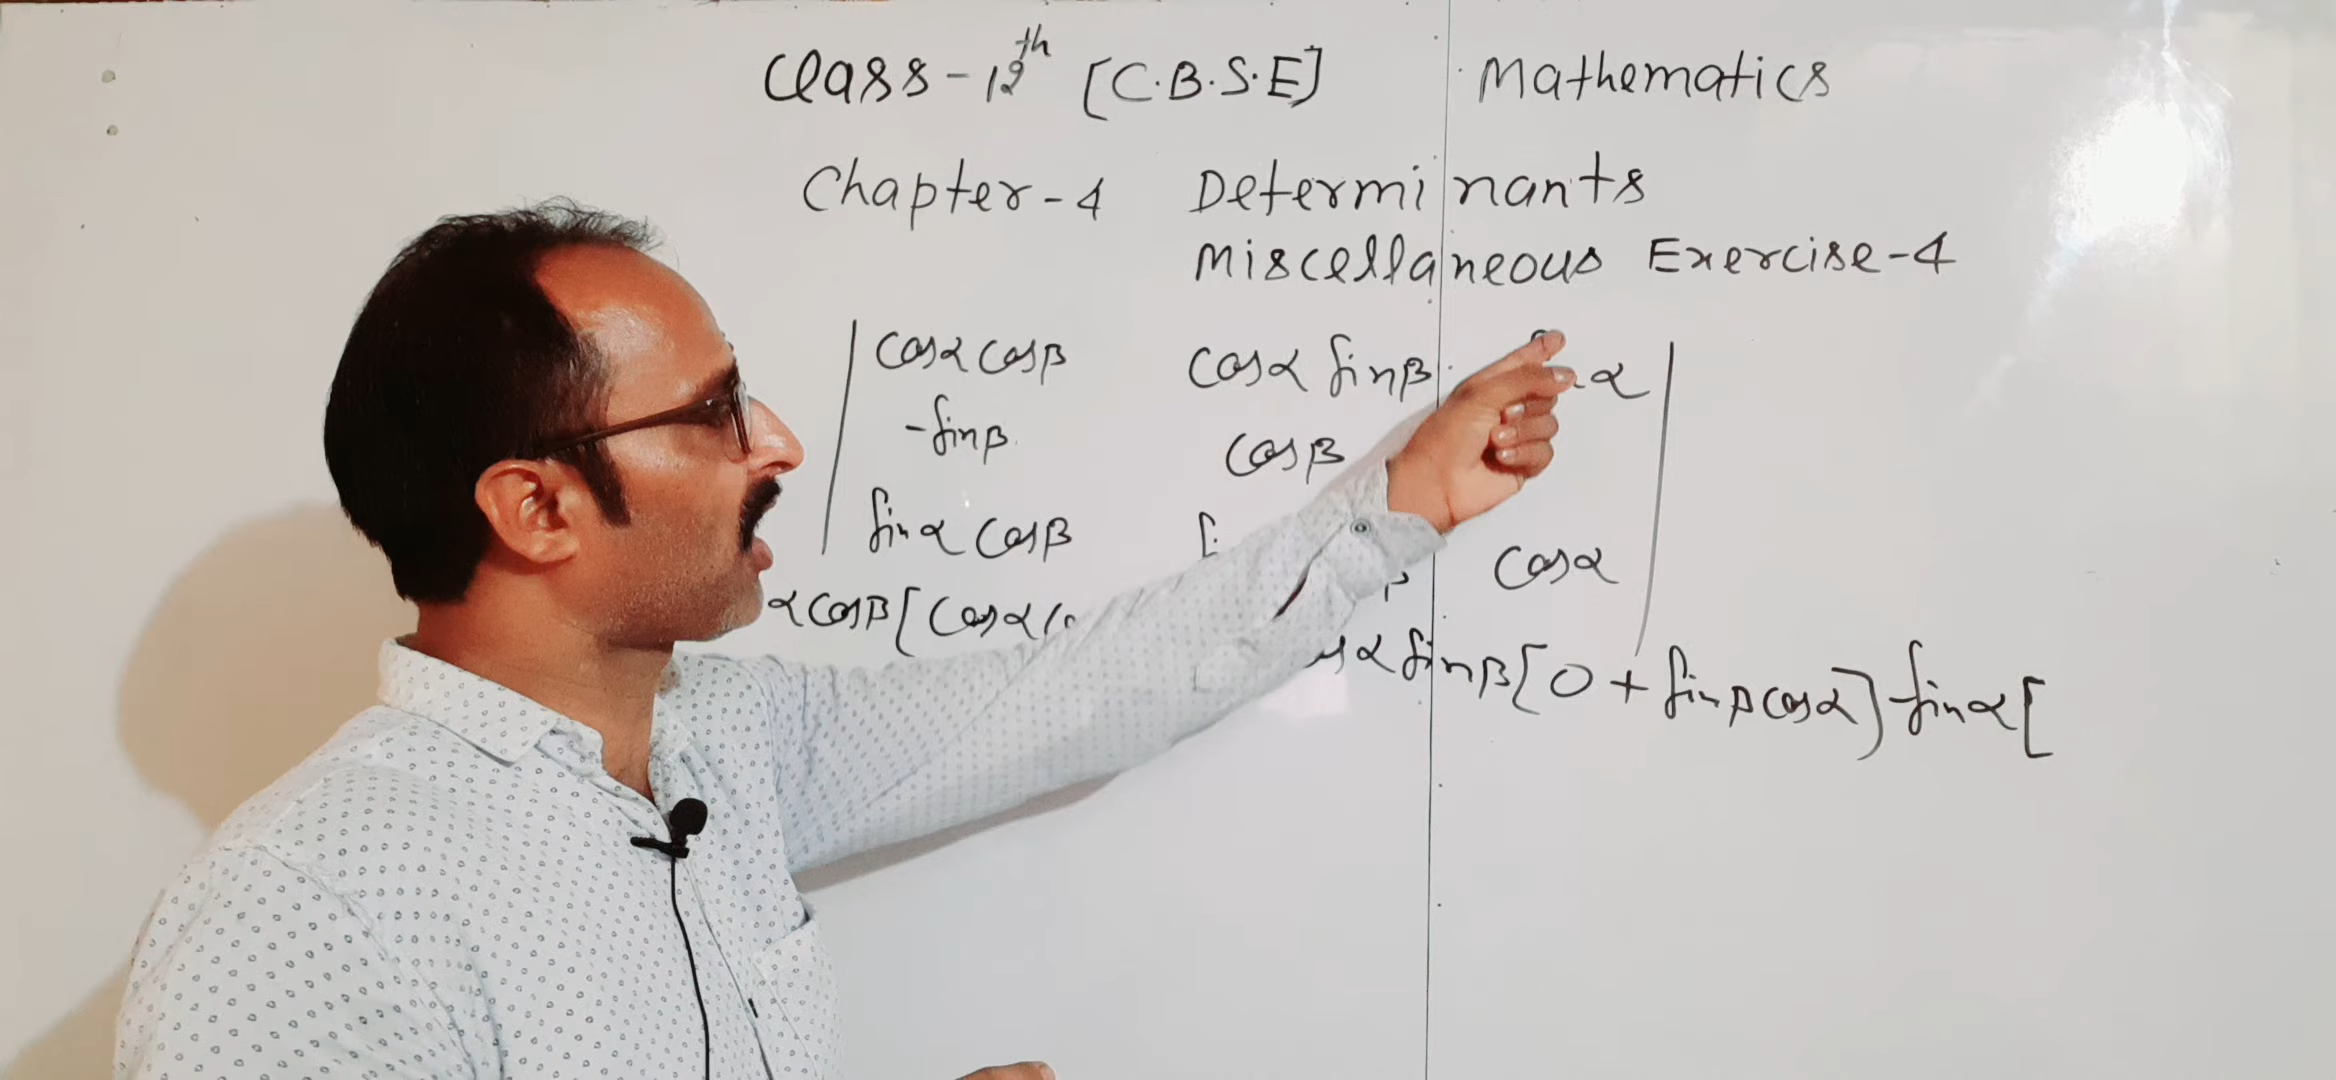 Class-12th [C.B.S.E] Mathematics
Chapter-4 Determinants
Miscellaneous Exercise-4
cosα cosβ cosα sinβ α
-sinβ cosβ
sinα cosβ cosα
α cosβ [cosα α sinβ [0 + sinβ cosα] - sinα [